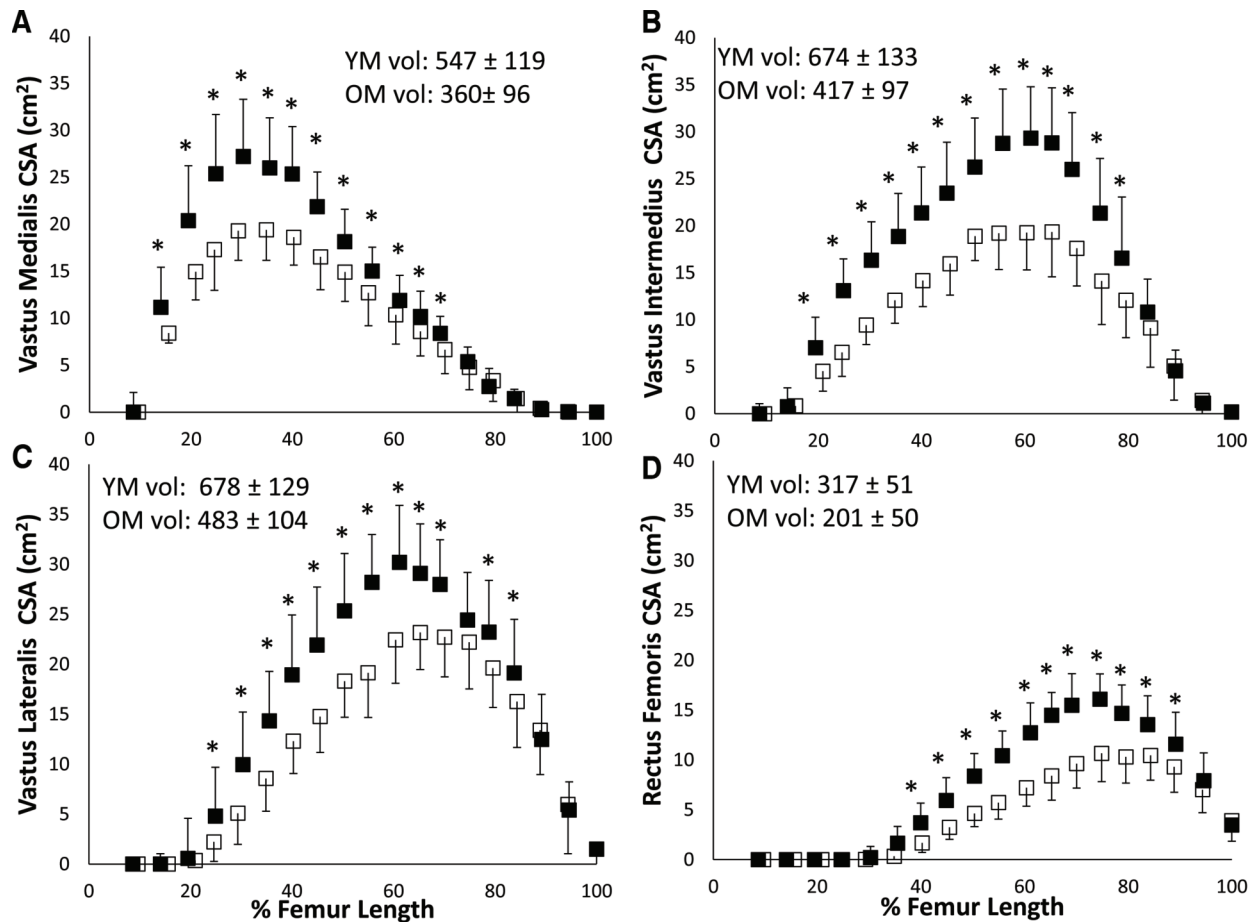 A
Vastus Medialis CSA (cm²)
40
35
30
25
20
15
10
5
0
0 20 40 60 80 100
YM vol: 547 ± 119
OM vol: 360± 96
* * * * * * * * * * * *
B
Vastus Intermedius CSA (cm²)
40
35
30
25
20
15
10
5
0
0 20 40 60 80 100
YM vol: 674 ± 133
OM vol: 417 ± 97
* * * * * * * * * * * * *
C
Vastus Lateralis CSA (cm²)
40
35
30
25
20
15
10
5
0
0 20 40 60 80 100
% Femur Length
YM vol: 678 ± 129
OM vol: 483 ± 104
* * * * * * * * * * * *
D
Rectus Femoris CSA (cm²)
40
35
30
25
20
15
10
5
0
0 20 40 60 80 100
% Femur Length
YM vol: 317 ± 51
OM vol: 201 ± 50
* * * * * * * * * * *